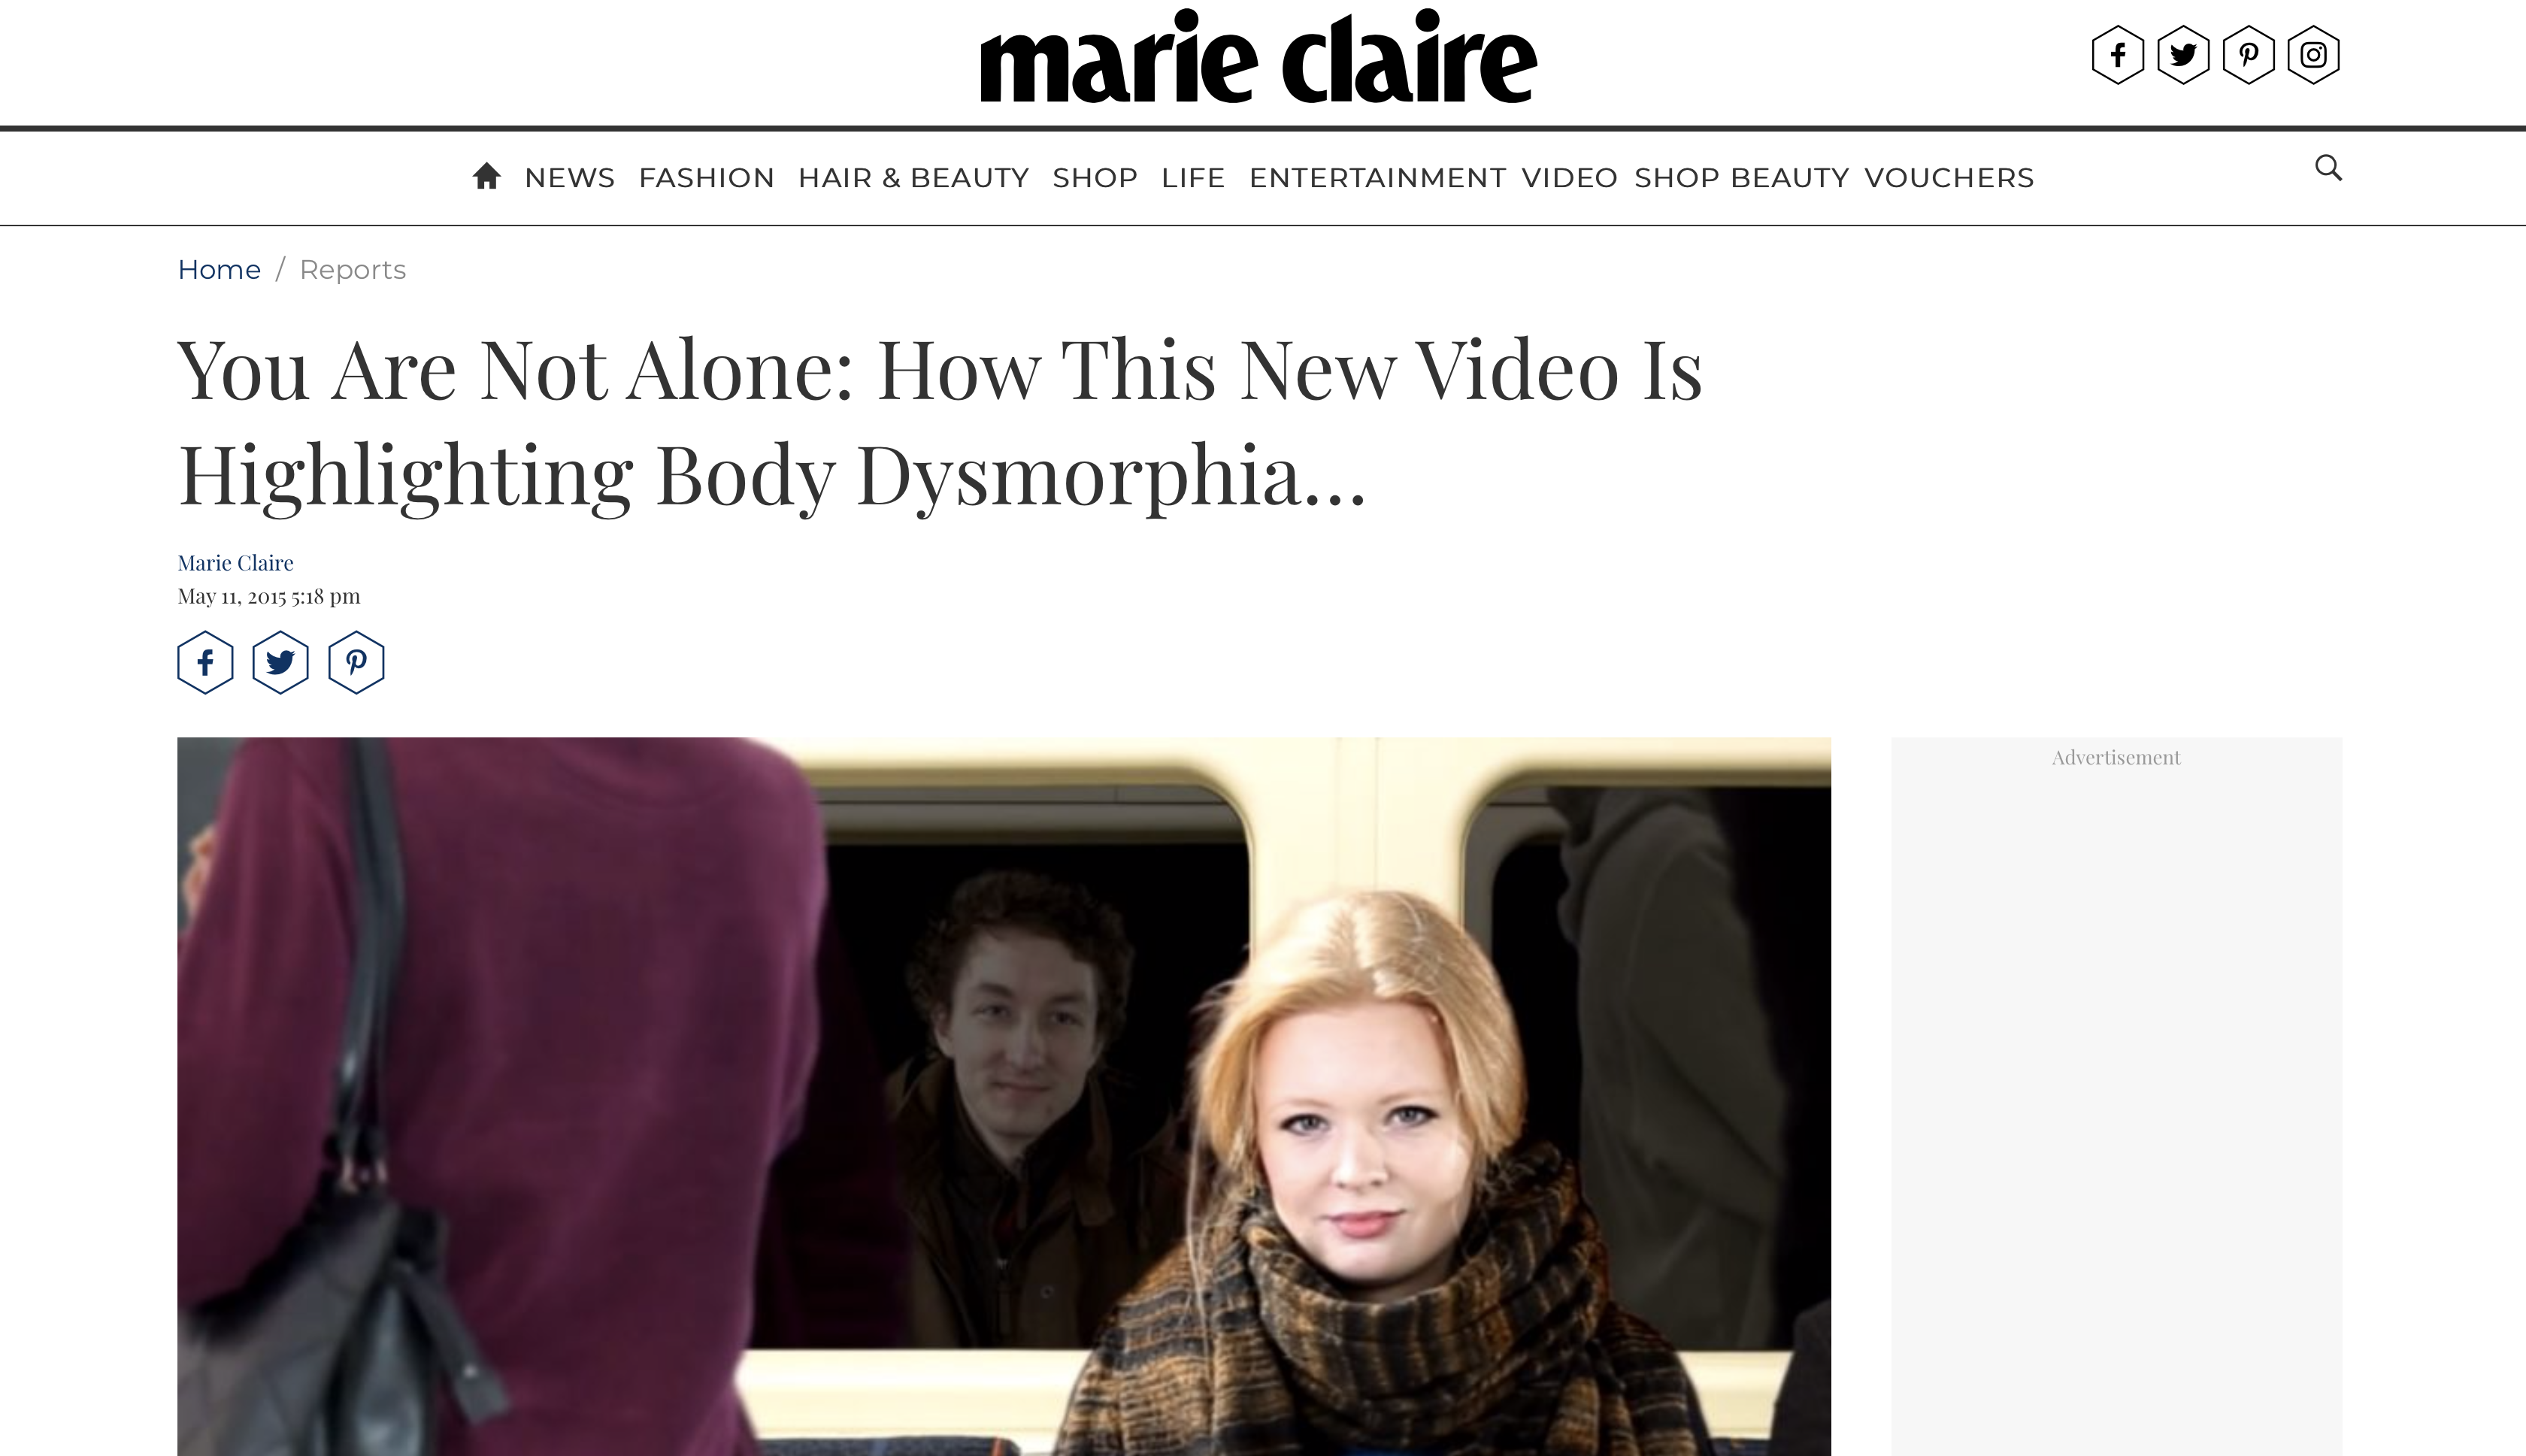 marie claire
NEWS FASHION HAIR & BEAUTY SHOP LIFE ENTERTAINMENT VIDEO SHOP BEAUTY VOUCHERS
Home / Reports
You Are Not Alone: How This New Video Is
Highlighting Body Dysmorphia...
Marie Claire
May 11, 2015 5:18 pm
Advertisement